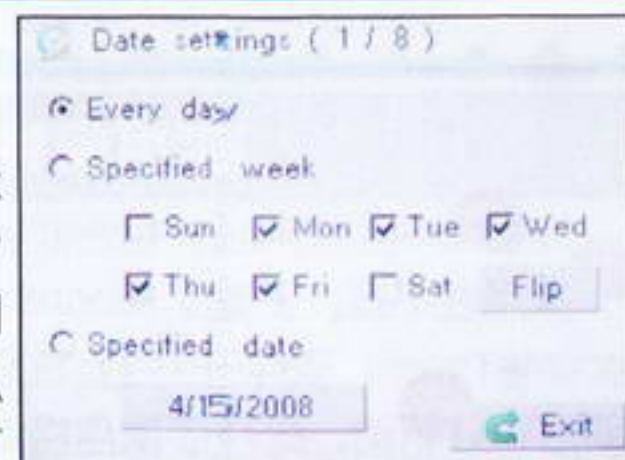 Date settings ( 1 / 8 )
Every day
Specified week
Sun Mon Tue Wed
Thu Fri Sat Flip
Specified date
4/15/2008
Exit